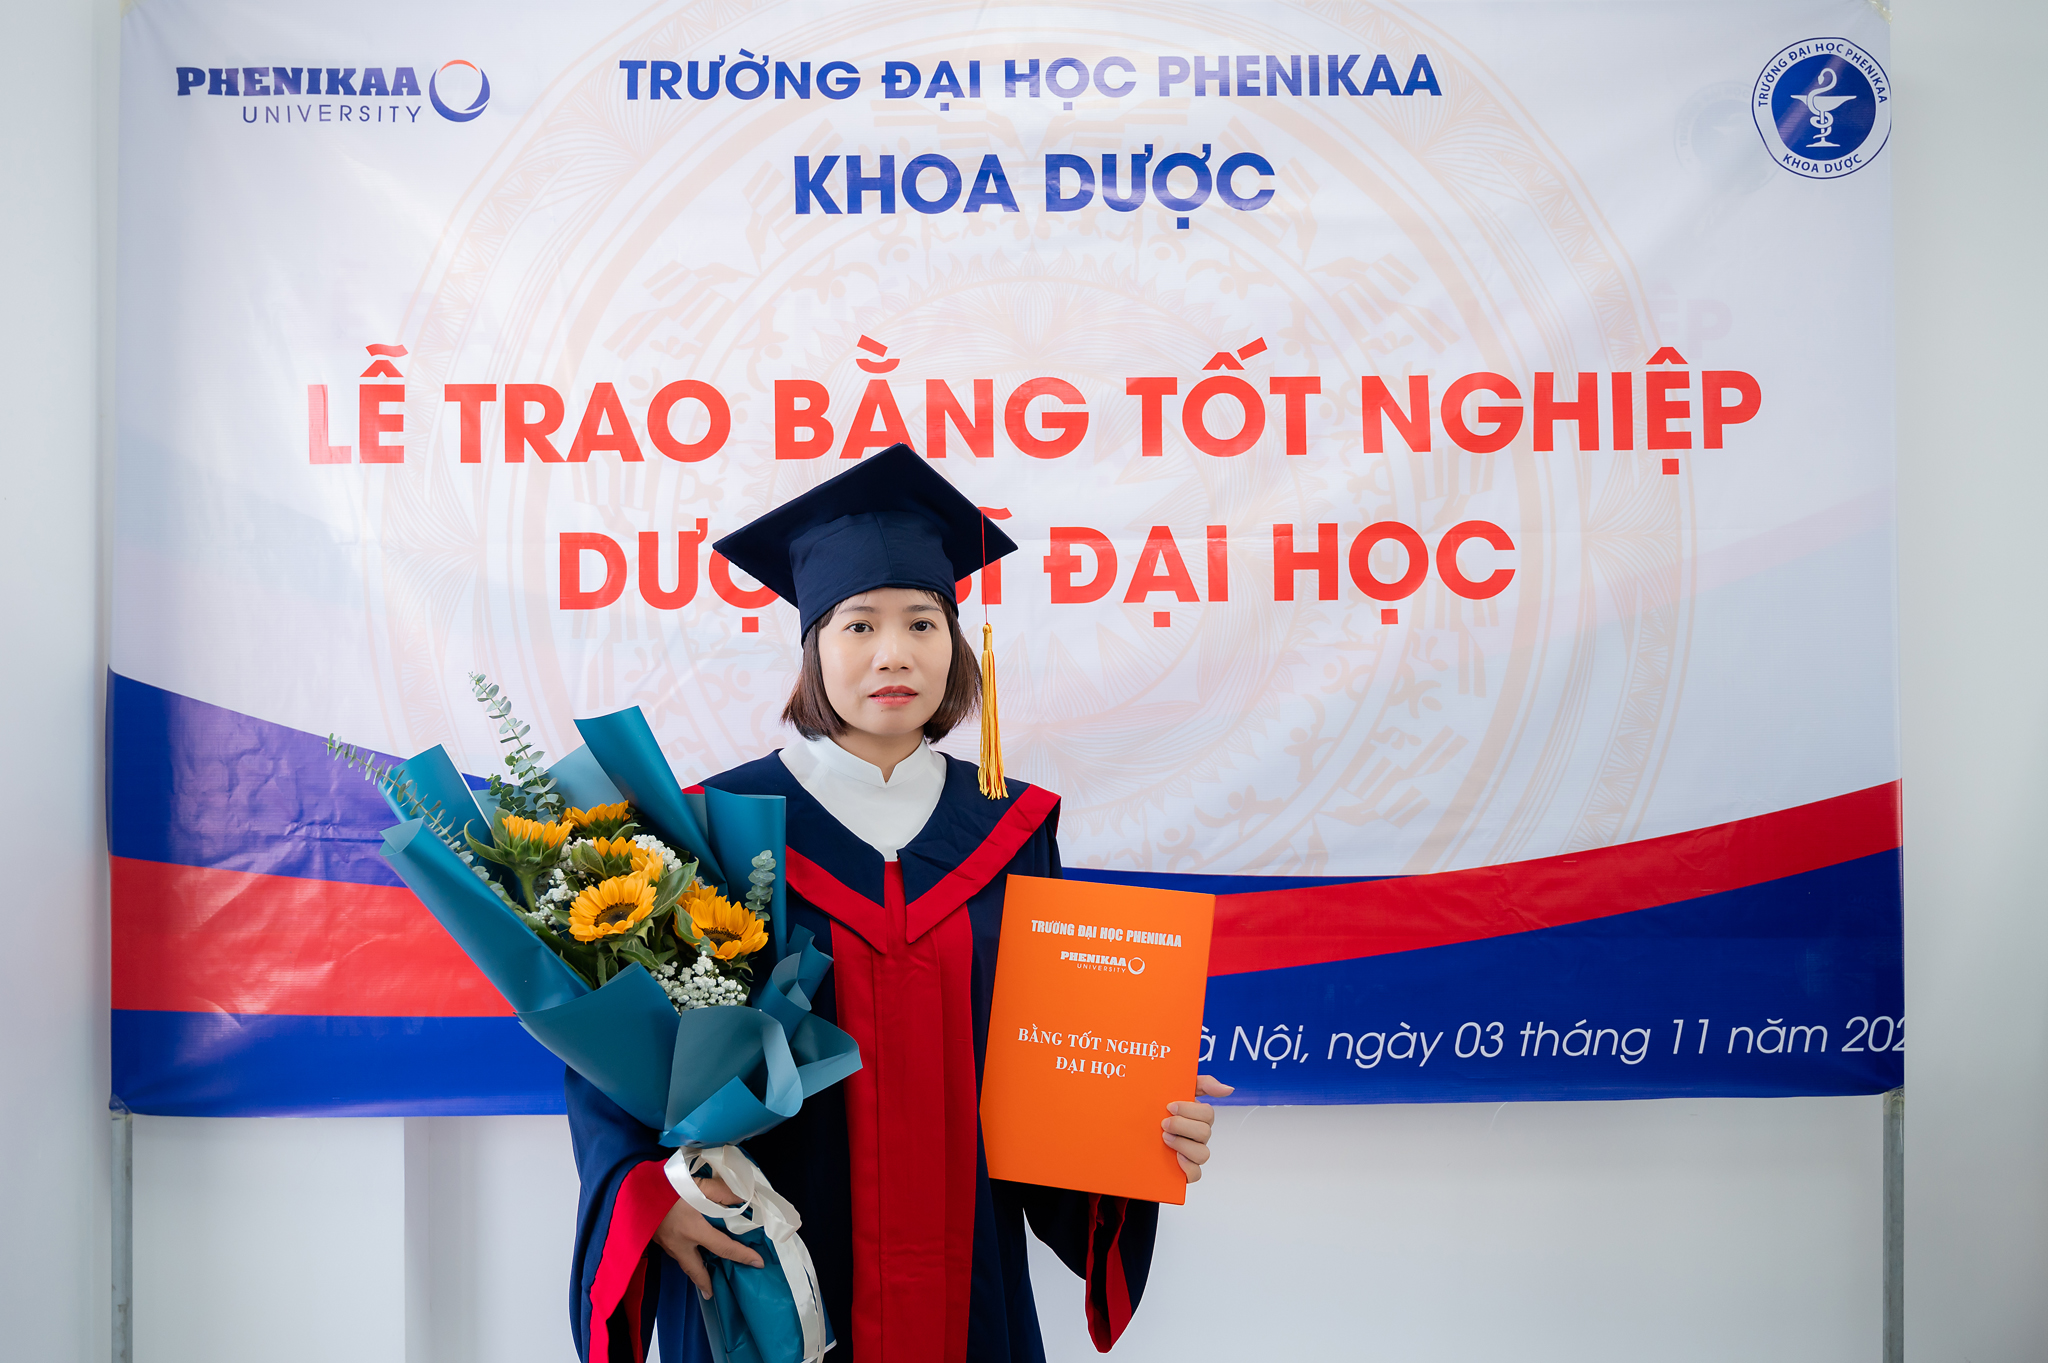 PHENIKAA
UNIVERSITY
TRƯỜNG ĐẠI HỌC PHENIKAA
KHOA DƯỢC
TRƯỜNG ĐẠI HỌC PHENIKAA
KHOA DƯỢC
LỄ TRAO BẰNG TỐT NGHIỆP
ĐẠI HỌC
TRƯỜNG ĐẠI HỌC PHENIKAA
PHENIKAA
UNIVERSITY
BẰNG TỐT NGHIỆP
ĐẠI HỌC
Nội, ngày 03 tháng 11 năm